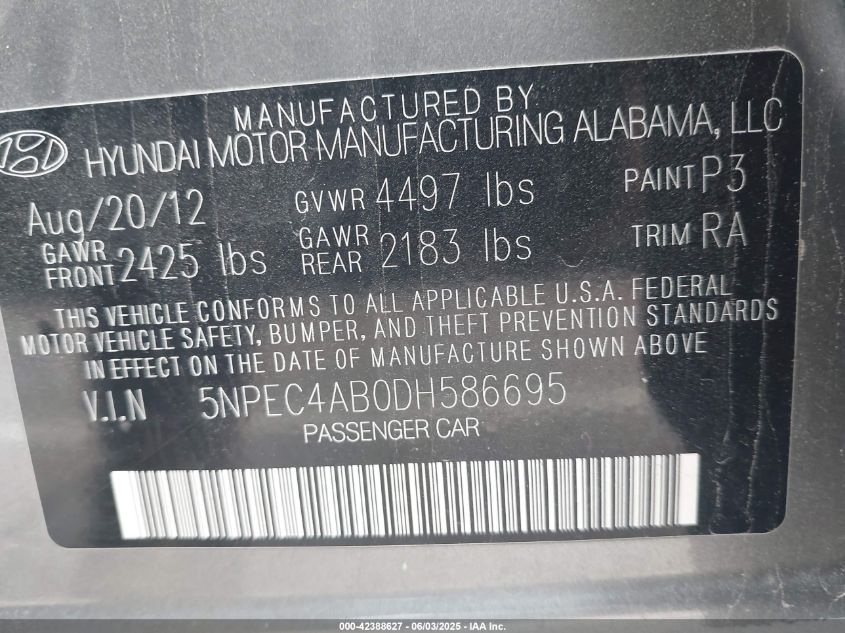 MANUFACTURED BY
HYUNDAI MOTOR MANUFACTURING ALABAMA, LLC
Aug/20/12 GVWR 4497 lbs PAINT P3
GAWR FRONT 2425 lbs GAWR REAR 2183 lbs TRIM RA
THIS VEHICLE CONFORMS TO ALL APPLICABLE U.S.A. FEDERAL
MOTOR VEHICLE SAFETY, BUMPER, AND THEFT PREVENTION STANDARDS
IN EFFECT ON THE DATE OF MANUFACTURE SHOWN ABOVE
V.I.N 5NPEC4AB0DH586695
PASSENGER CAR
000-42388627 - 06/03/2025 - IAA Inc.